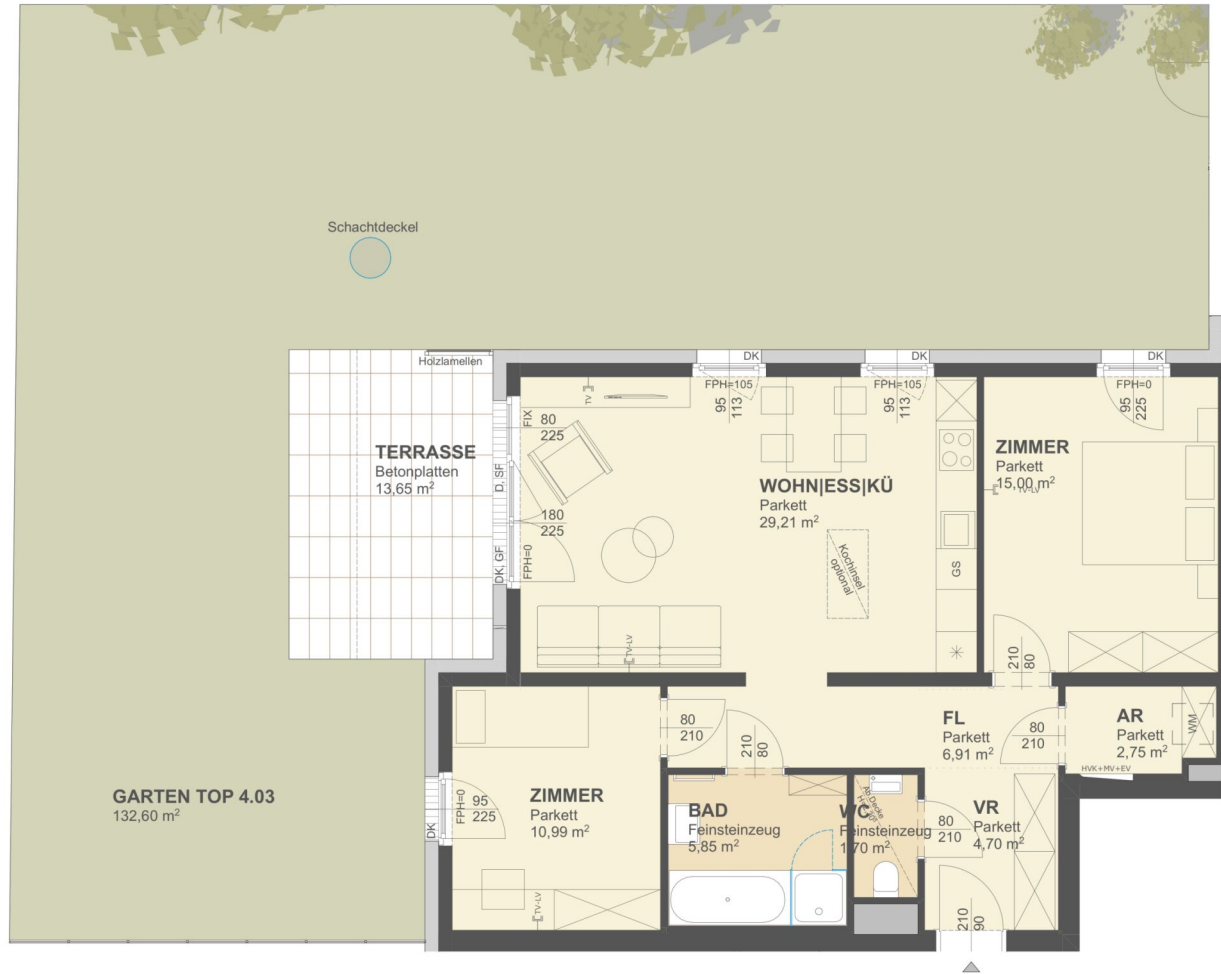 Schachtdeckel
Holzlamellen
TERRASSE
Betonplatten
13,65 m²
FIX
80
225
D, SF
180
225
DK, GF
FPH=0
TV
DK
FPH=105
95
113
DK
FPH=105
95
113
WOHN|ESS|KÜ
Parkett
29,21 m²
Kochinsel
optional
GS
TV-LV
DK
FPH=0
95
225
ZIMMER
Parkett
15,00 m²
TV-LV
210
80
GARTEN TOP 4.03
132,60 m²
DK
FPH=0
95
225
ZIMMER
Parkett
10,99 m²
TV-LV
80
210
210
80
BAD
Feinsteinzeug
5,85 m²
WC
Feinsteinzeug
1,70 m²
Ab.Decke
80
210
FL
Parkett
6,91 m²
80
210
AR
Parkett
2,75 m²
WM
HVK+MV+EV
VR
Parkett
4,70 m²
210
90